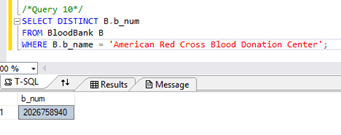 /*Query 10*/
SELECT DISTINCT B.b_num
FROM BloodBank B
WHERE B.b_name = 'American Red Cross Blood Donation Center';
00 %
T-SQL Results Message
b_num
1 2026758940